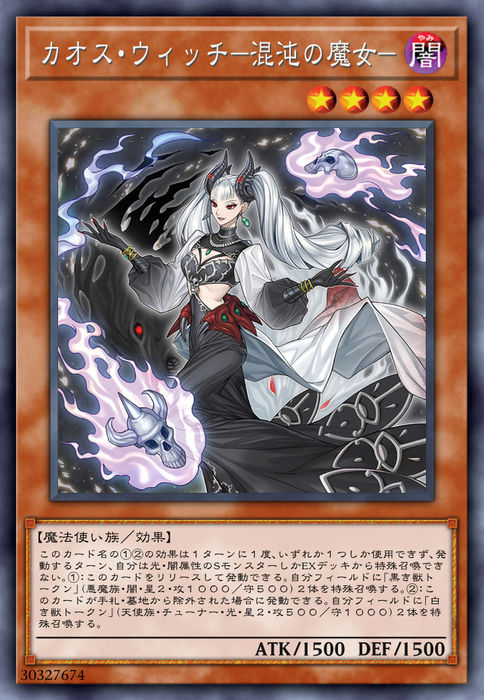 カオス・ウィッチー混沌の魔女ー
やみ
闇
【魔法使い族/効果】
このカード名の①②の効果は１ターンに１度、いずれか１つしか使用できず、発
動するターン、自分は光・闇属性のSモンスターしかEXデッキから特殊召喚でき
ない。①：このカードをリリースして発動できる。自分フィールドに「黒き獣トー
クン」(悪魔族・闇・星２・攻１０００/守５００)２体を特殊召喚する。②：こ
のカードが手札・墓地から除外された場合に発動できる。自分フィールドに「白
き獣トークン」(天使族・チューナー・光・星２・攻５００/守１０００)２体を特
殊召喚する。
ATK/1500 DEF/1500
30327674